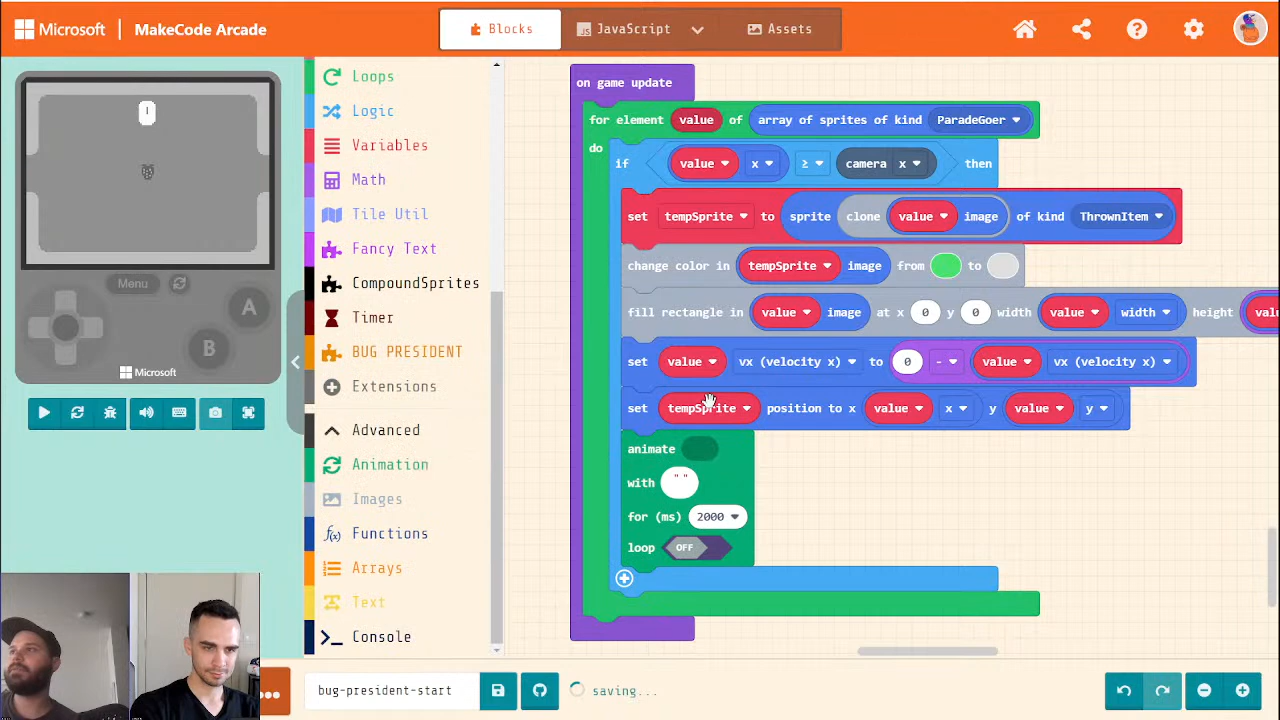 Microsoft | MakeCode Arcade
Blocks
JavaScript
Assets
Menu
A
B
Microsoft
Loops
Logic
Variables
Math
Tile Util
Fancy Text
CompoundSprites
Timer
BUG PRESIDENT
Extensions
Advanced
Animation
Images
Functions
Arrays
Text
Console
on game update
for element value of array of sprites of kind ParadeGoer
do
if value x ≥ camera x then
set tempSprite to sprite clone value image of kind ThrownItem
change color in tempSprite image from to
fill rectangle in value image at x 0 y 0 width value width height
set value vx (velocity x) to 0 - value vx (velocity x)
set tempSprite position to x value x y value y
animate
with " "
for (ms) 2000
loop OFF
bug-president-start
saving...